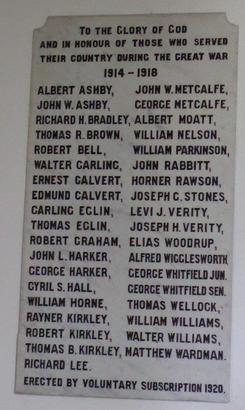 TO THE GLORY OF GOD
AND IN HONOUR OF THOSE WHO SERVED
THEIR COUNTRY DURING THE GREAT WAR
1914-1918
ALBERT ASHBY, JOHN W. METCALFE,
JOHN W. ASHBY, GEORGE METCALFE,
RICHARD H. BRADLEY, ALBERT MOATT,
THOMAS R. BROWN, WILLIAM NELSON,
ROBERT BELL, WILLIAM PARKINSON,
WALTER CARLING, JOHN RABBITT,
ERNEST CALVERT, HORNER RAWSON,
EDMUND CALVERT, JOSEPH C. STONES,
CARLING EGLIN, LEVI J. VERITY,
THOMAS EGLIN, JOSEPH H. VERITY,
ROBERT GRAHAM, ELIAS WOODRUP,
JOHN L. HARKER, ALFRED WIGGLESWORTH,
GEORGE HARKER, GEORGE WHITFIELD JUN.
CYRIL S. HALL, GEORGE WHITFIELD SEN.
WILLIAM HORNE, THOMAS WELLOCK,
RAYNER KIRKLEY, WILLIAM WILLIAMS,
ROBERT KIRKLEY, WALTER WILLIAMS,
THOMAS B. KIRKLEY, MATTHEW WARDMAN.
RICHARD LEE.
ERECTED BY VOLUNTARY SUBSCRIPTION 1920.